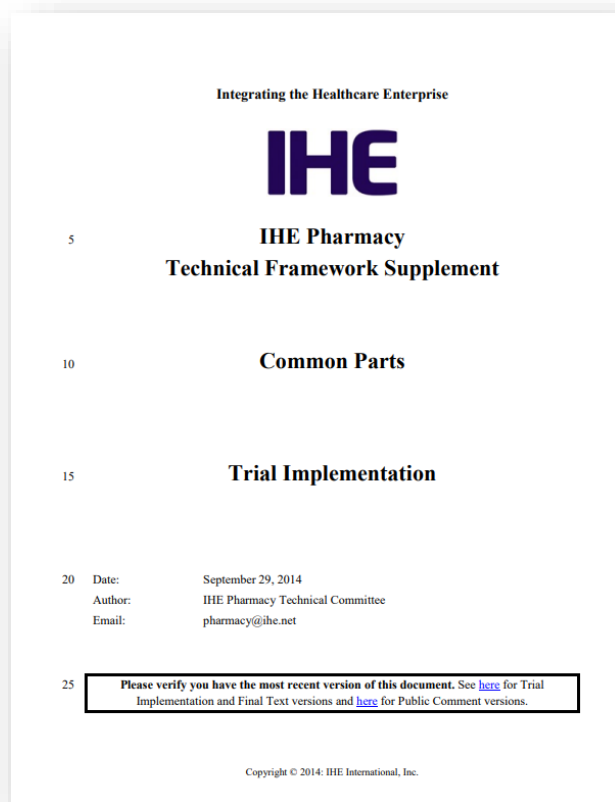 Integrating the Healthcare Enterprise
IHE
5 IHE Pharmacy
Technical Framework Supplement
10 Common Parts
15 Trial Implementation
20 Date: September 29, 2014
Author: IHE Pharmacy Technical Committee
Email: pharmacy@ihe.net
25 Please verify you have the most recent version of this document. See here for Trial
Implementation and Final Text versions and here for Public Comment versions.
Copyright © 2014: IHE International, Inc.